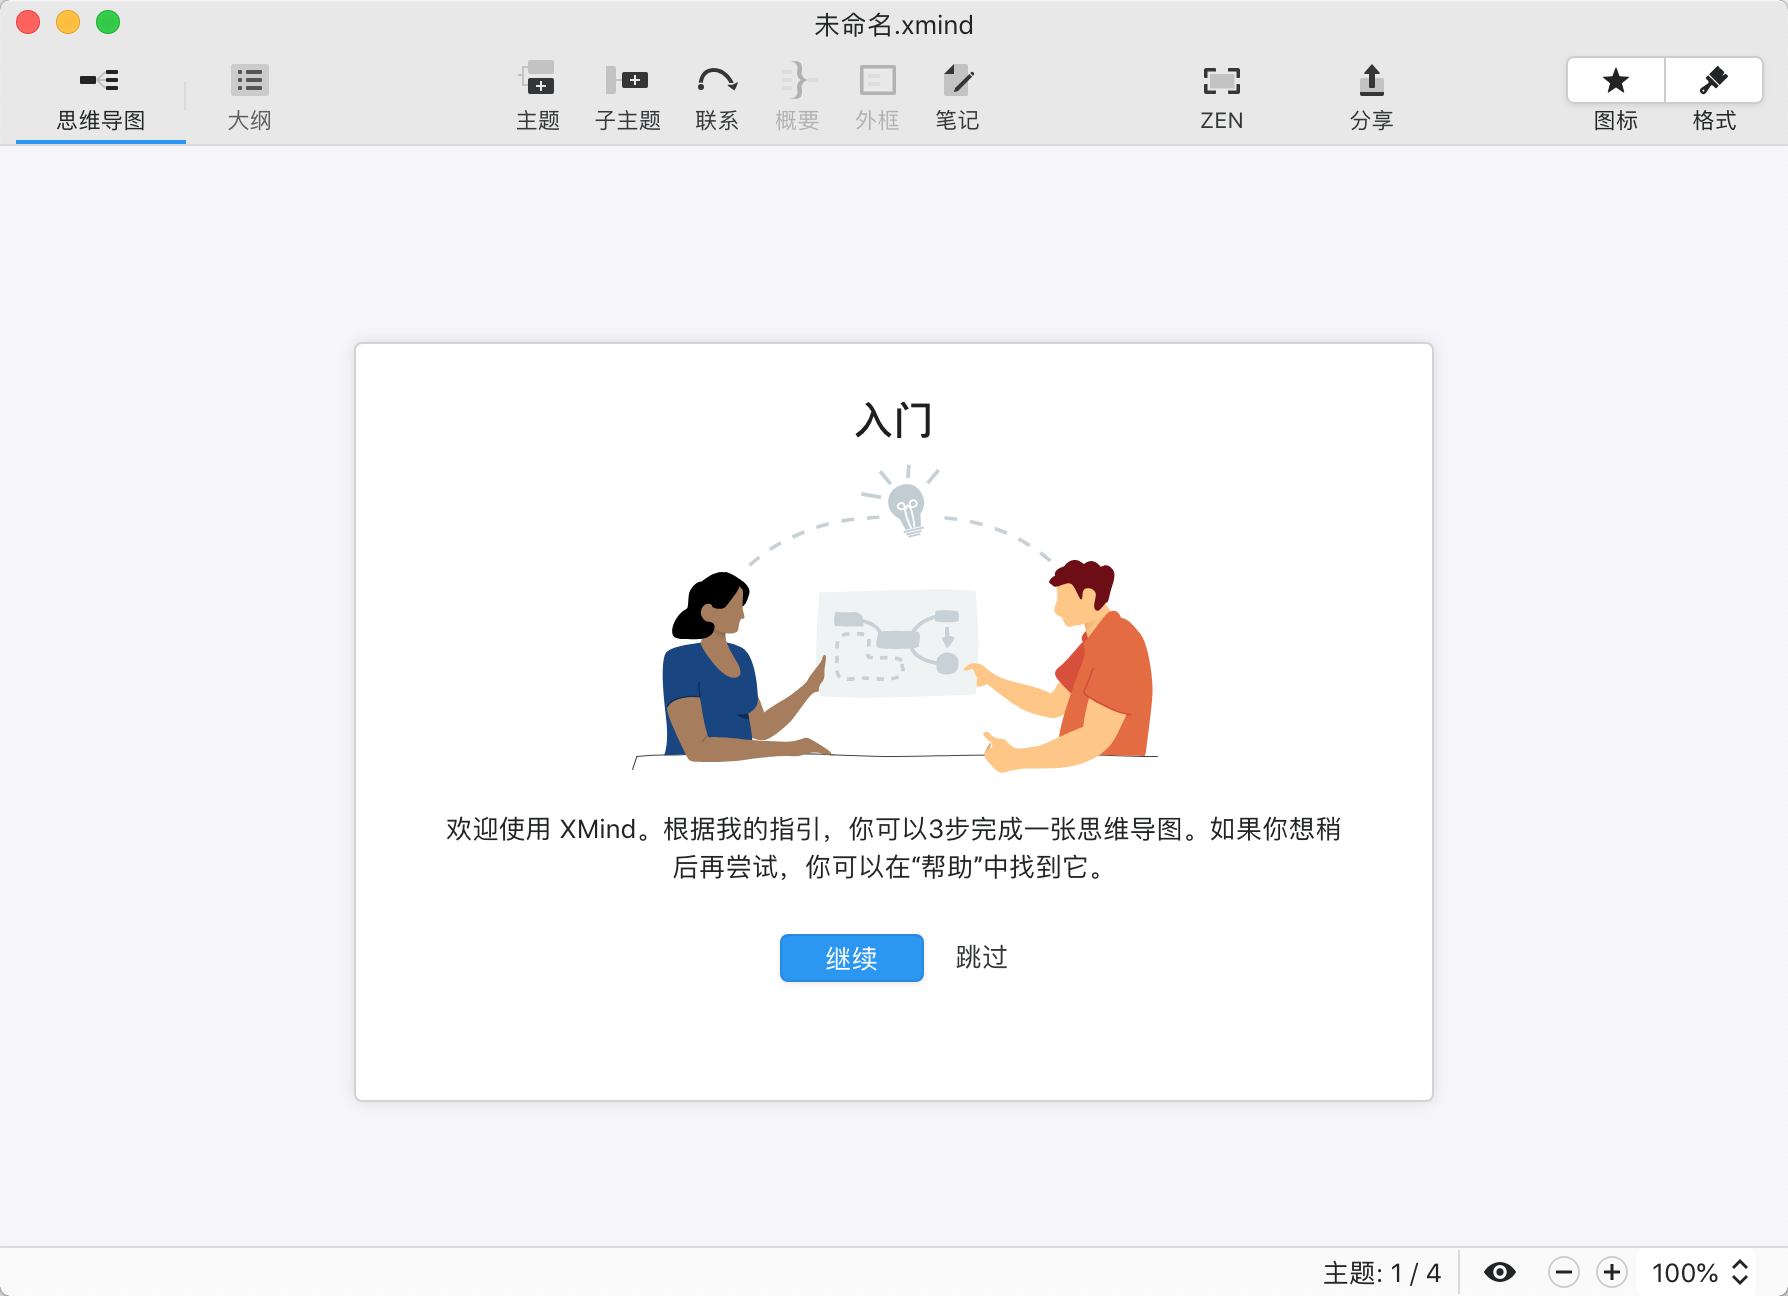 未命名.xmind
思维导图
大纲
主题
子主题
联系
概要
外框
笔记
ZEN
分享
图标
格式
入门
欢迎使用 XMind。根据我的指引，你可以3步完成一张思维导图。如果你想稍
后再尝试，你可以在“帮助”中找到它。
继续
跳过
主题: 1 / 4
100%